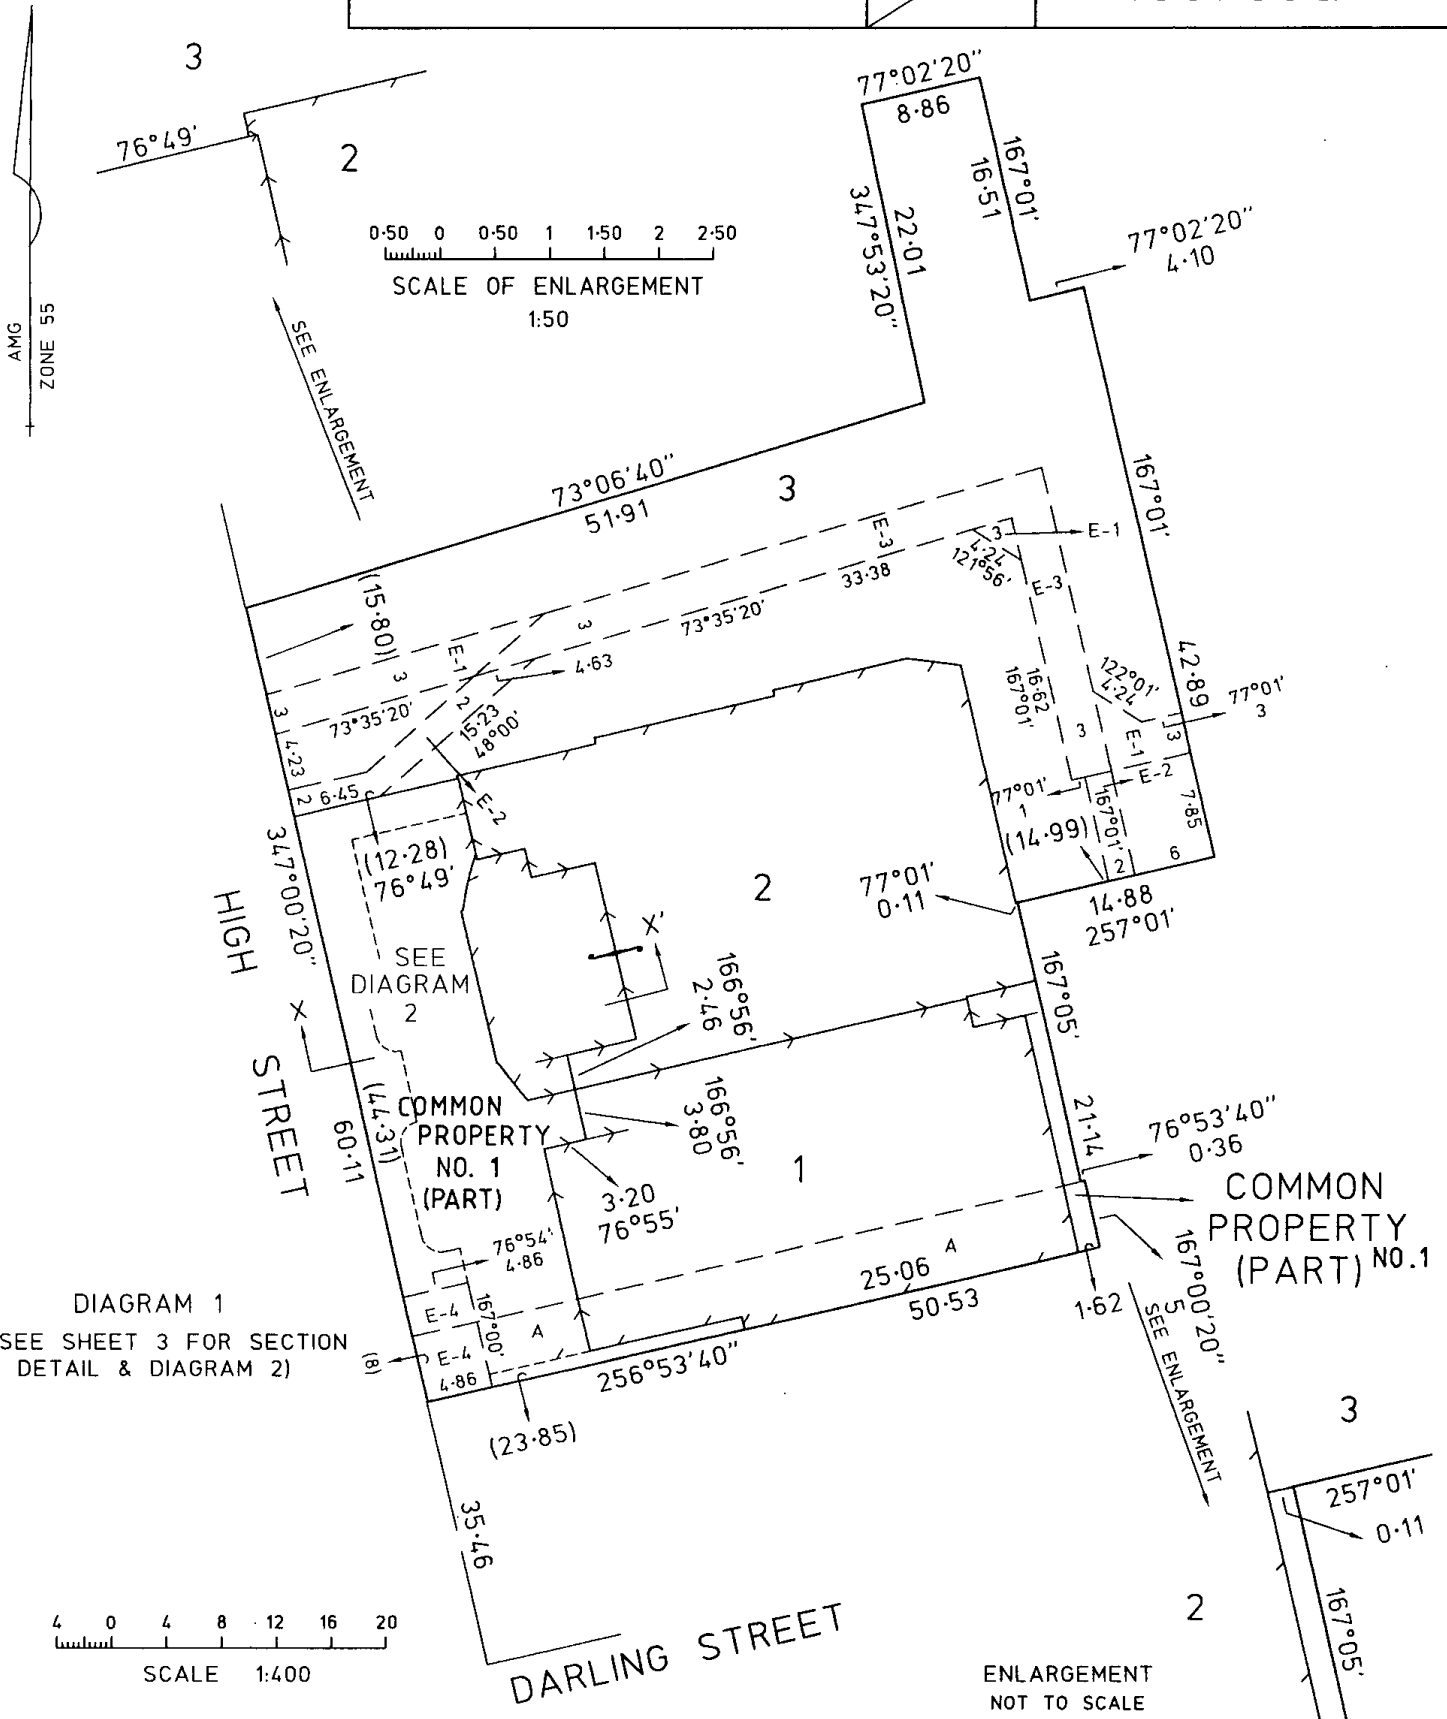 3
76°49'
2
0·50 0 0·50 1 1·50 2 2·50
SCALE OF ENLARGEMENT
1:50
AMG
ZONE 55
SEE ENLARGEMENT
77°02'20"
8·86
167°01'
16·51
347°53'20"
22·01
77°02'20"
4·10
73°06'40"
51·91
3
167°01'
42·89
E-3
33·38
73°35'20'
3
4·24
121°56'
E-1
E-3
(15·80)
E-1
3
3
4·63
73°35'20'
2
15·23
48°00'
3
4·23
2
6·45
E-2
16·62
167°01'
122°01'
4·24
3
77°01'
3
3
E-1
E-2
77°01'
1
(14·99)
167°01'
7·85
2
6
14·88
257°01'
(12·28)
76°49'
347°00'20"
HIGH
STREET
SEE
DIAGRAM
2
2
77°01'
0·11
X'
X
166°56'
2·46
167°05'
21·14
(44·31)
60·11
COMMON
PROPERTY
NO. 1
(PART)
166°56'
3·80
1
3·20
76°55'
76°53'40"
0·36
COMMON
PROPERTY
(PART) NO.1
76°54'
4·86
E-4
167°00'
A
A
25·06
50·53
1·62
167°00'20"
5
SEE ENLARGEMENT
DIAGRAM 1
SEE SHEET 3 FOR SECTION
DETAIL & DIAGRAM 2)
(8)
E-4
4·86
256°53'40"
(23·85)
35·46
3
257°01'
0·11
2
167°05'
4 0 4 8 12 16 20
SCALE 1:400
DARLING STREET
ENLARGEMENT
NOT TO SCALE